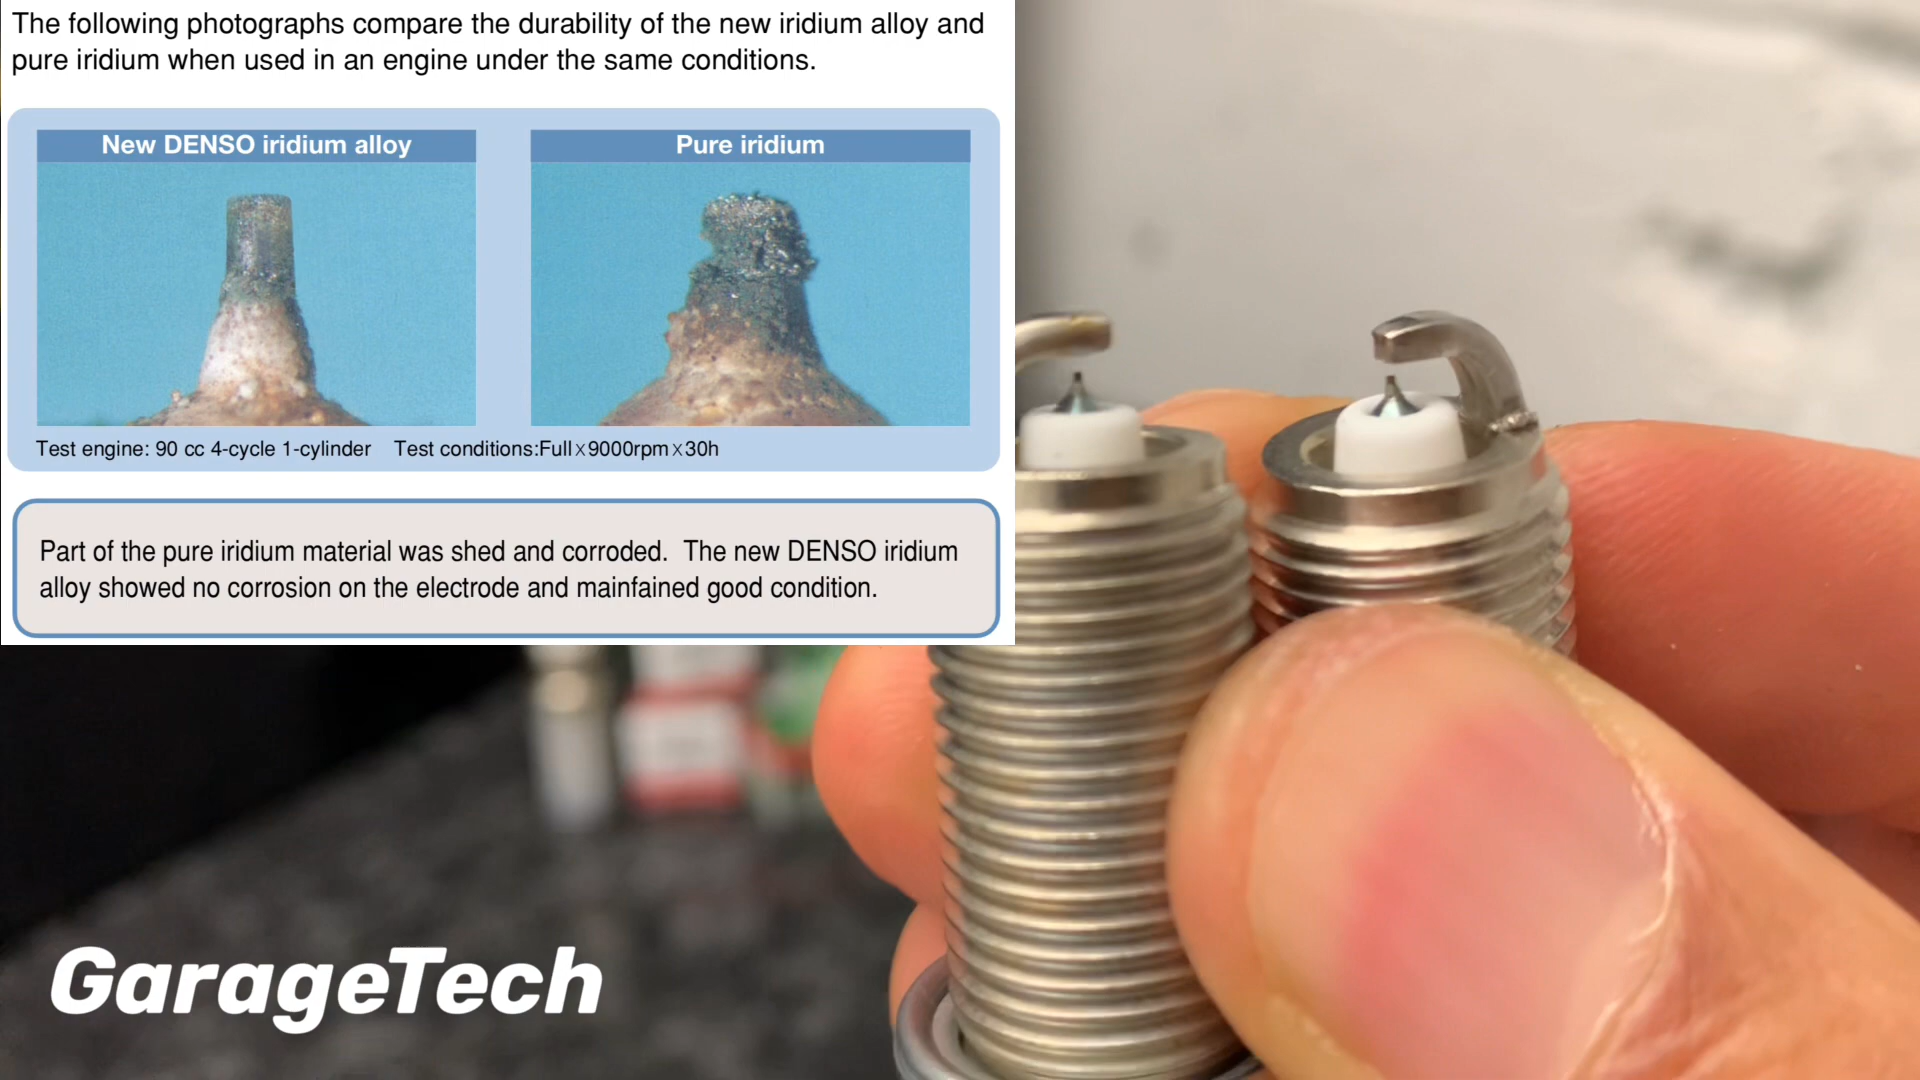 The following photographs compare the durability of the new iridium alloy and
pure iridium when used in an engine under the same conditions.
New DENSO iridium alloy
Pure iridium
Test engine: 90 cc 4-cycle 1-cylinder Test conditions:Full×9000rpm×30h
Part of the pure iridium material was shed and corroded. The new DENSO iridium
alloy showed no corrosion on the electrode and mainfained good condition.
GarageTech